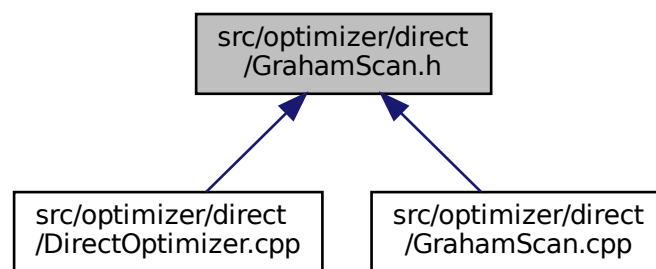 src/optimizer/direct
/GrahamScan.h
src/optimizer/direct
/DirectOptimizer.cpp
src/optimizer/direct
/GrahamScan.cpp